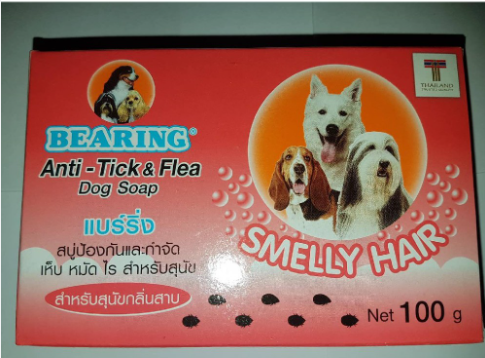 BEARING®
Anti - Tick & Flea
Dog Soap
แบร์ริ่ง
สบู่ป้องกันและกำจัด
เห็บ หมัด ไร สำหรับสุนัข
สำหรับสุนัขกลิ่นสาบ
THAILAND
SMELLY HAIR
Net 100 g